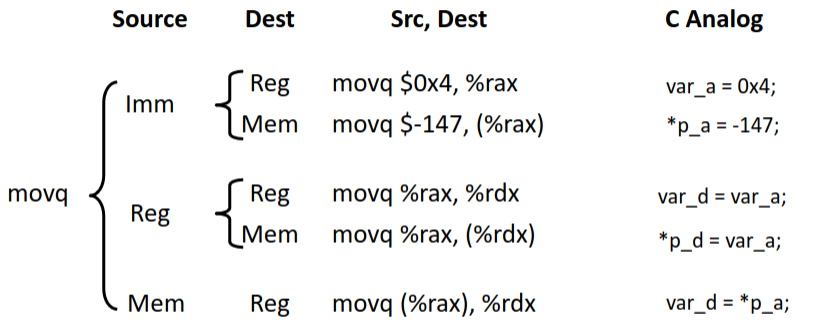 Source Dest Src, Dest C Analog
Reg movq $0x4, %rax var_a = 0x4;
Imm
Mem movq $-147, (%rax) *p_a = -147;
movq
Reg movq %rax, %rdx var_d = var_a;
Reg
Mem movq %rax, (%rdx) *p_d = var_a;
Mem Reg movq (%rax), %rdx var_d = *p_a;